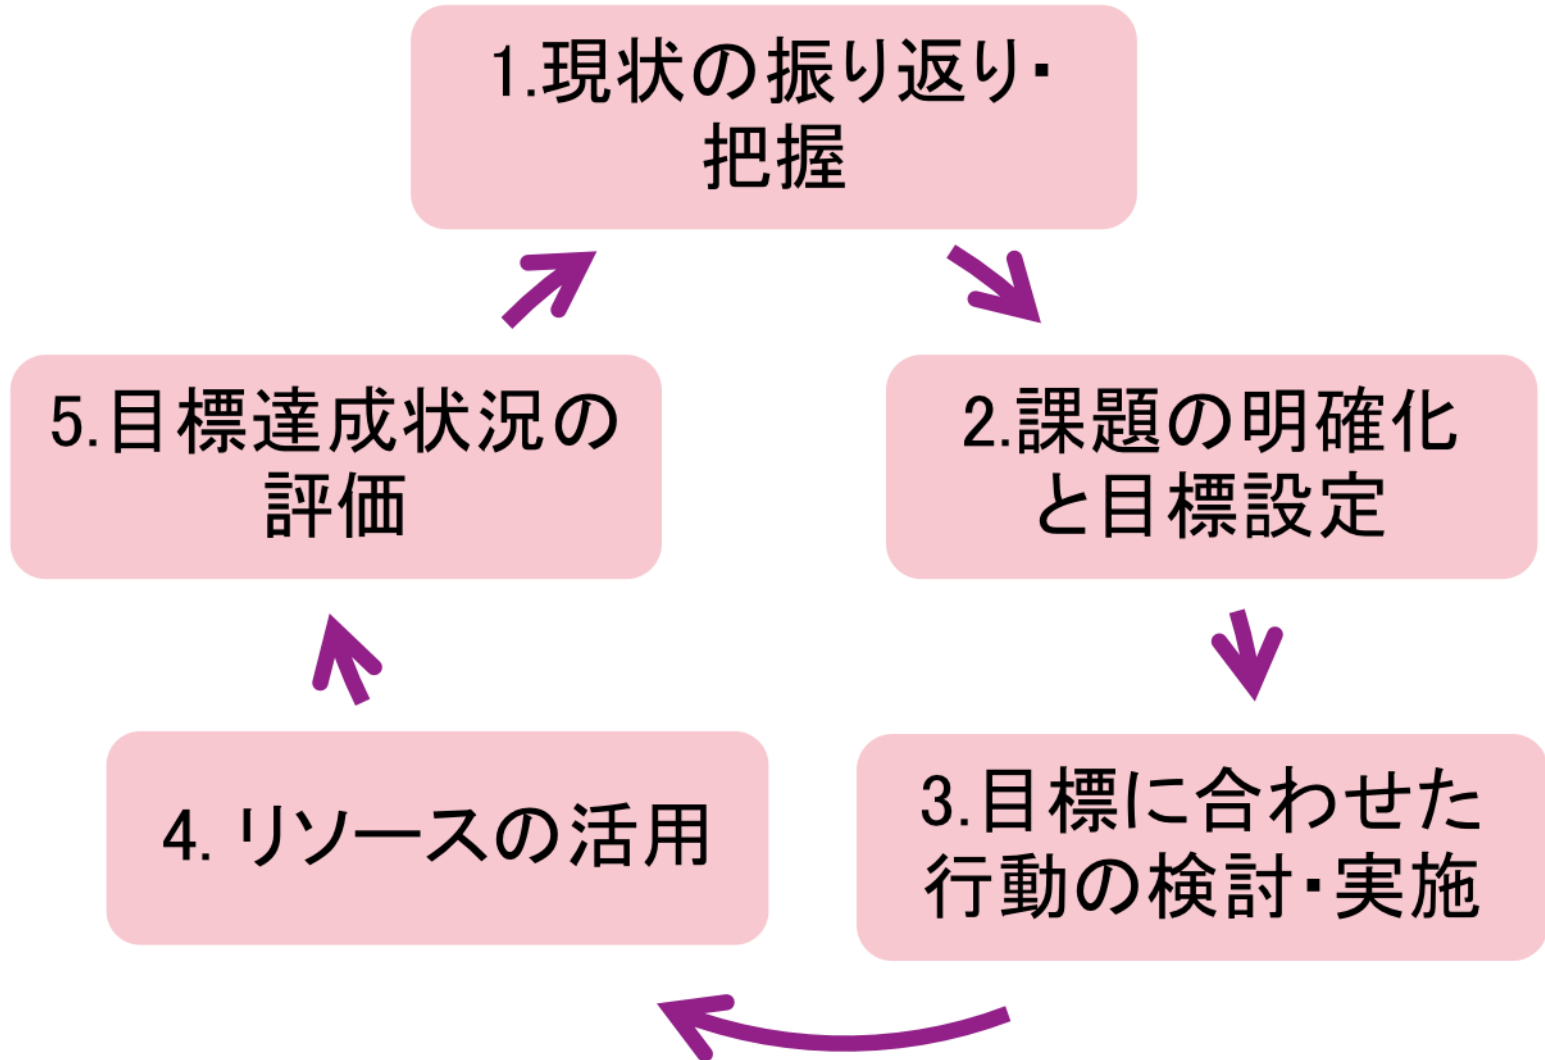 1.現状の振り返り・
把握
2.課題の明確化
と目標設定
3.目標に合わせた
行動の検討・実施
4. リソースの活用
5.目標達成状況の
評価